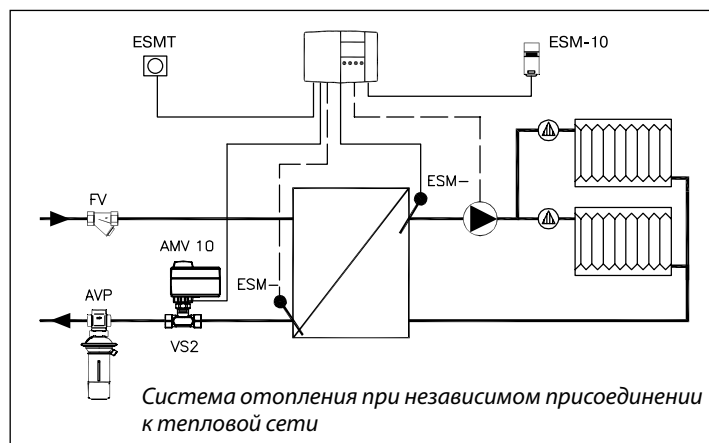 ESMT
ESM-10
ESM-
FV
AMV 10
ESM-
AVP
VS2
Система отопления при независимом присоединении
к тепловой сети